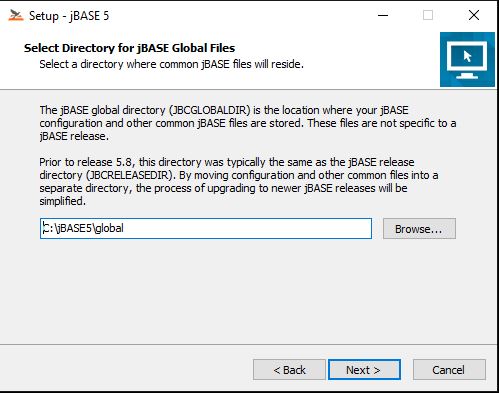 Setup - jBASE 5
Select Directory for jBASE Global Files
Select a directory where common jBASE files will reside.
The jBASE global directory (JBCGLOBALDIR) is the location where your jBASE
configuration and other common jBASE files are stored. These files are not specific to a
jBASE release.
Prior to release 5.8, this directory was typically the same as the jBASE release
directory (JBCRELEASEDIR). By moving configuration and other common files into a
separate directory, the process of upgrading to newer jBASE releases will be
simplified.
C:\jBASE5\global
Browse...
< Back
Next >
Cancel